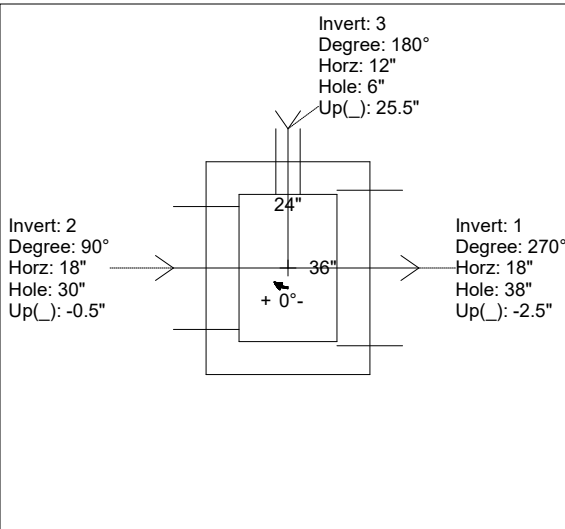 Invert: 3
Degree: 180°
Horz: 12"
Hole: 6"
Up(_): 25.5"
24"
Invert: 2
Degree: 90°
Horz: 18"
Hole: 30"
Up(_): -0.5"
36"
+ 0°-
Invert: 1
Degree: 270°
Horz: 18"
Hole: 38"
Up(_): -2.5"